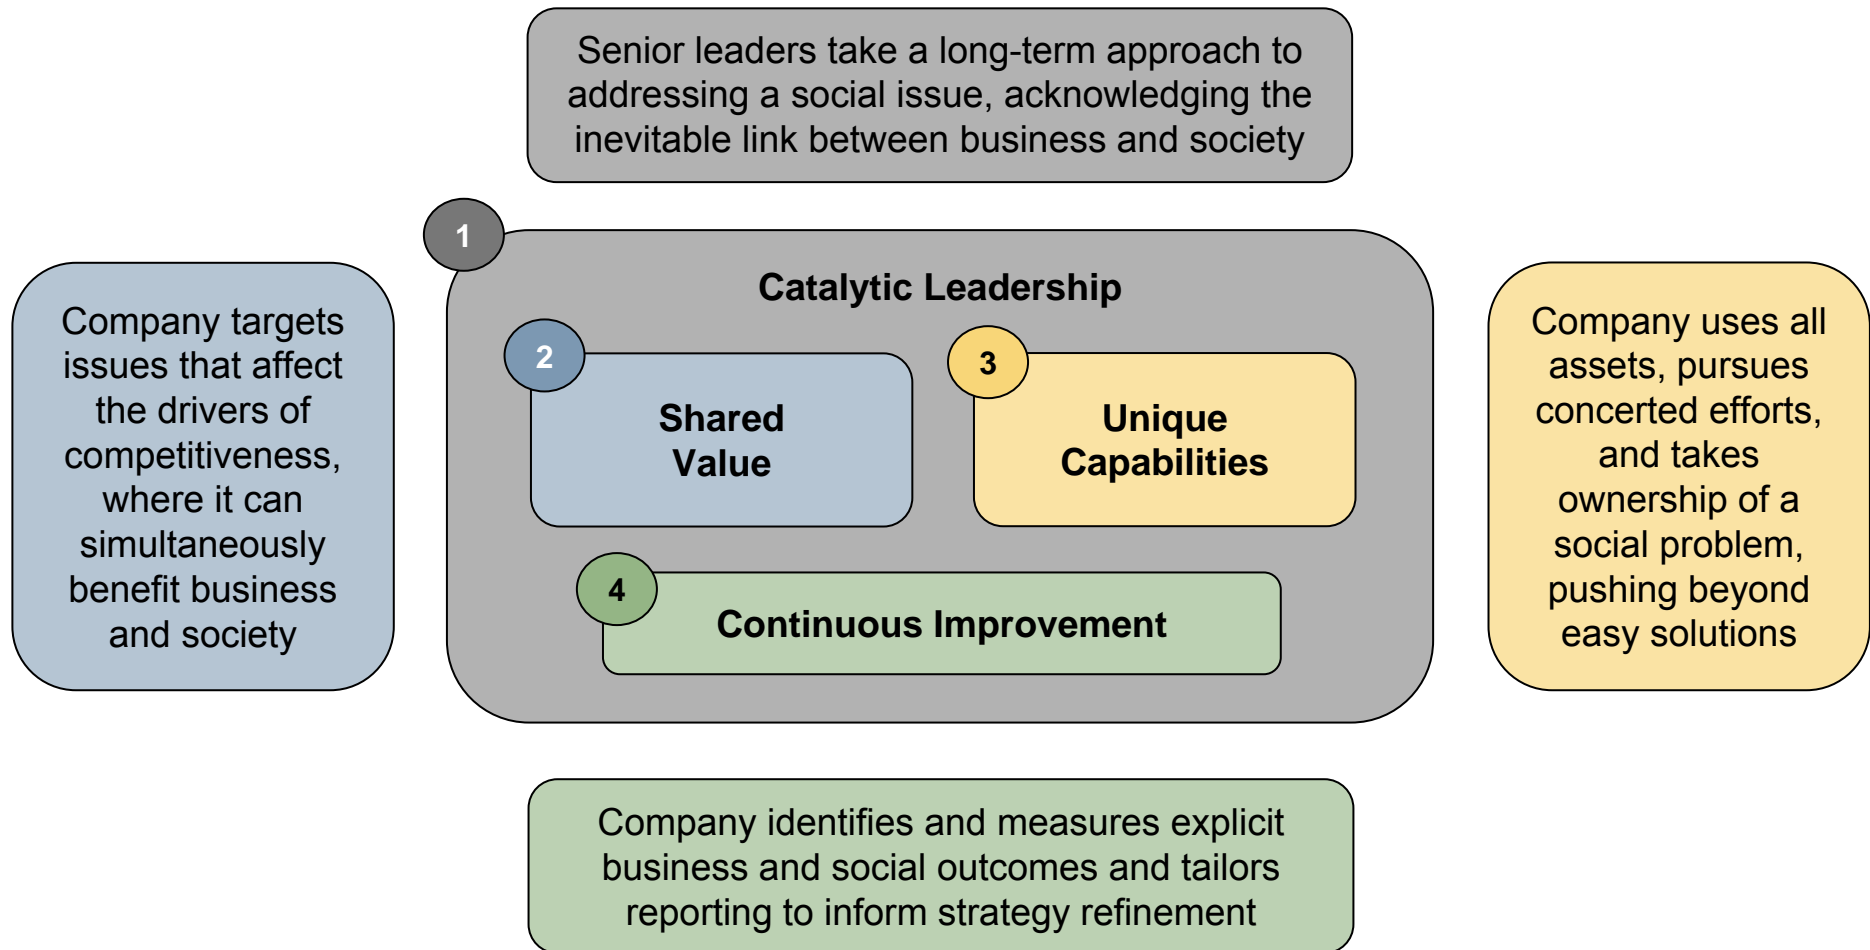 Senior leaders take a long-term approach to
addressing a social issue, acknowledging the
inevitable link between business and society
1
Catalytic Leadership
Company targets
issues that affect
the drivers of
competitiveness,
where it can
simultaneously
benefit business
and society
2
Shared
Value
3
Unique
Capabilities
4
Continuous Improvement
Company uses all
assets, pursues
concerted efforts,
and takes
ownership of a
social problem,
pushing beyond
easy solutions
Company identifies and measures explicit
business and social outcomes and tailors
reporting to inform strategy refinement